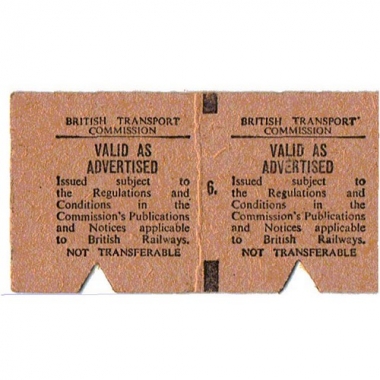 BRITISH TRANSPORT
COMMISSION
VALID AS
ADVERTISED
Issued subject to
the Regulations and
Conditions in the
Commission's Publications
and Notices applicable
to British Railways.
NOT TRANSFERABLE
6.
BRITISH TRANSPORT
COMMISSION
VALID AS
ADVERTISED
Issued subject to
the Regulations and
Conditions in the
Commission's Publications
and Notices applicable
to British Railways.
NOT TRANSFERABLE